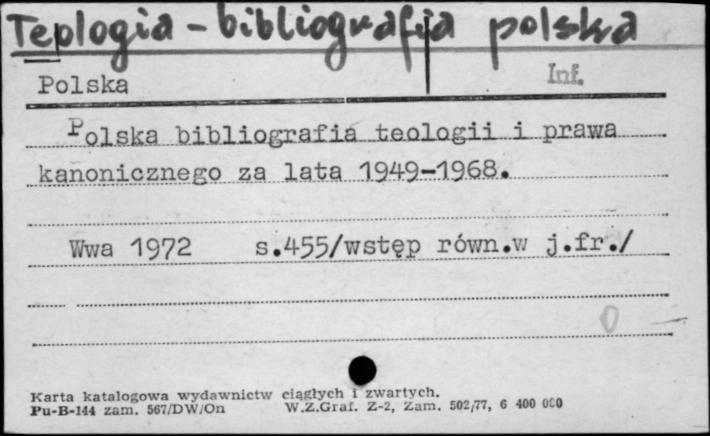 Teologia - bibliografia polska
Polska
Inf.
Polska bibliografia teologii i prawa
kanonicznego za lata 1949-1968.
Wwa 1972 s.455/wstęp równ.w j.fr./
0
Karta katalogowa wydawnictw ciągłych i zwartych.
Pu-B-144 zam. 567/DW/On W.Z.Graf. Z-2, Zam. 502/77, 6 400 000